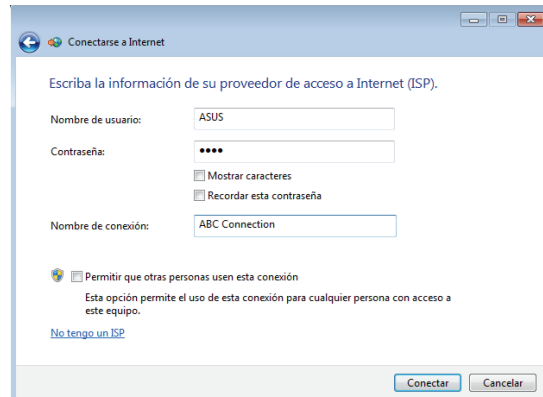 Conectarse a Internet
Escriba la información de su proveedor de acceso a Internet (ISP).
Nombre de usuario: ASUS
Contraseña: ••••
Mostrar caracteres
Recordar esta contraseña
Nombre de conexión: ABC Connection
Permitir que otras personas usen esta conexión
Esta opción permite el uso de esta conexión para cualquier persona con acceso a
este equipo.
No tengo un ISP
Conectar Cancelar